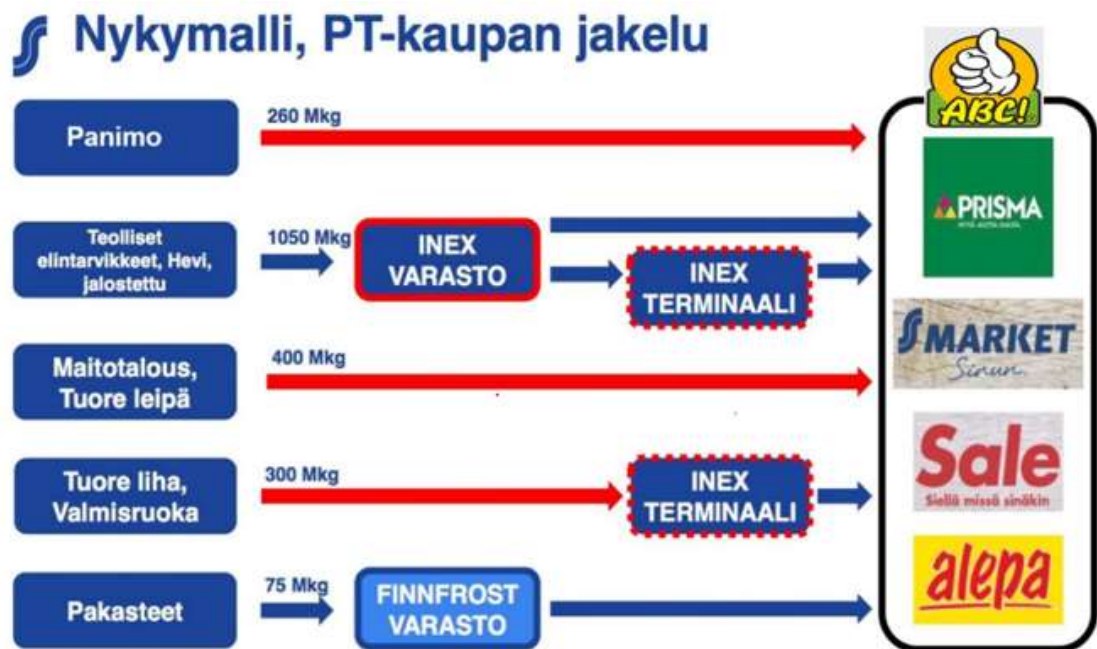 Nykymalli, PT-kaupan jakelu
ABC!
Panimo
260 Mkg
PRISMA
Teolliset
elintarvikkeet, Hevi,
jalostettu
1050 Mkg
INEX
VARASTO
INEX
TERMINAALI
S MARKET
Sinun
Maitotalous,
Tuore leipä
400 Mkg
Sale
Siellä missä sinäkin
Tuore liha,
Valmisruoka
300 Mkg
INEX
TERMINAALI
alepa
Pakasteet
75 Mkg
FINNFROST
VARASTO